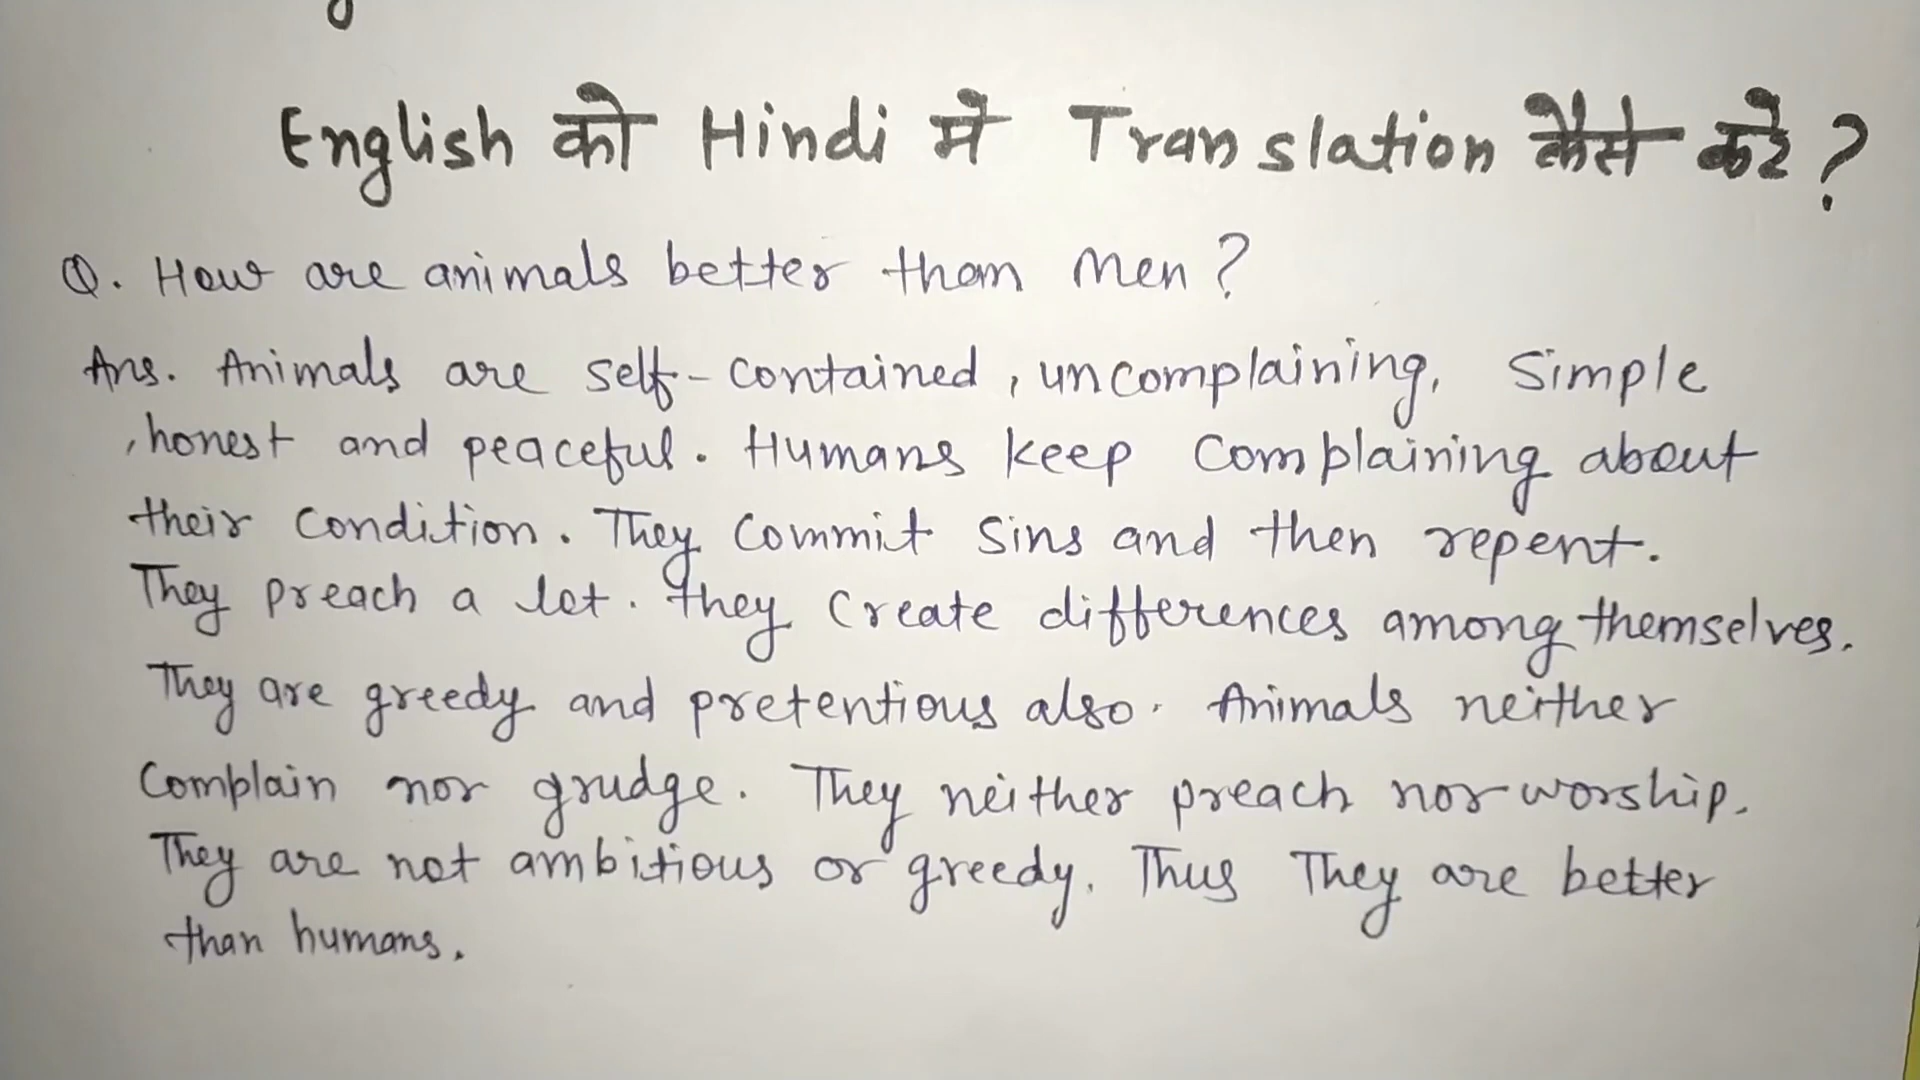 English को Hindi में Translation कैसे करे ?
Q. How are animals better than Men ?
Ans. Animals are self-contained, uncomplaining, Simple
, honest and peaceful. Humans keep complaining about
their condition. They commit sins and then repent.
They preach a lot. they create differences among themselves.
They are greedy and pretentious also. Animals neither
complain nor grudge. They neither preach nor worship.
They are not ambitious or greedy. Thus They are better
than humans.